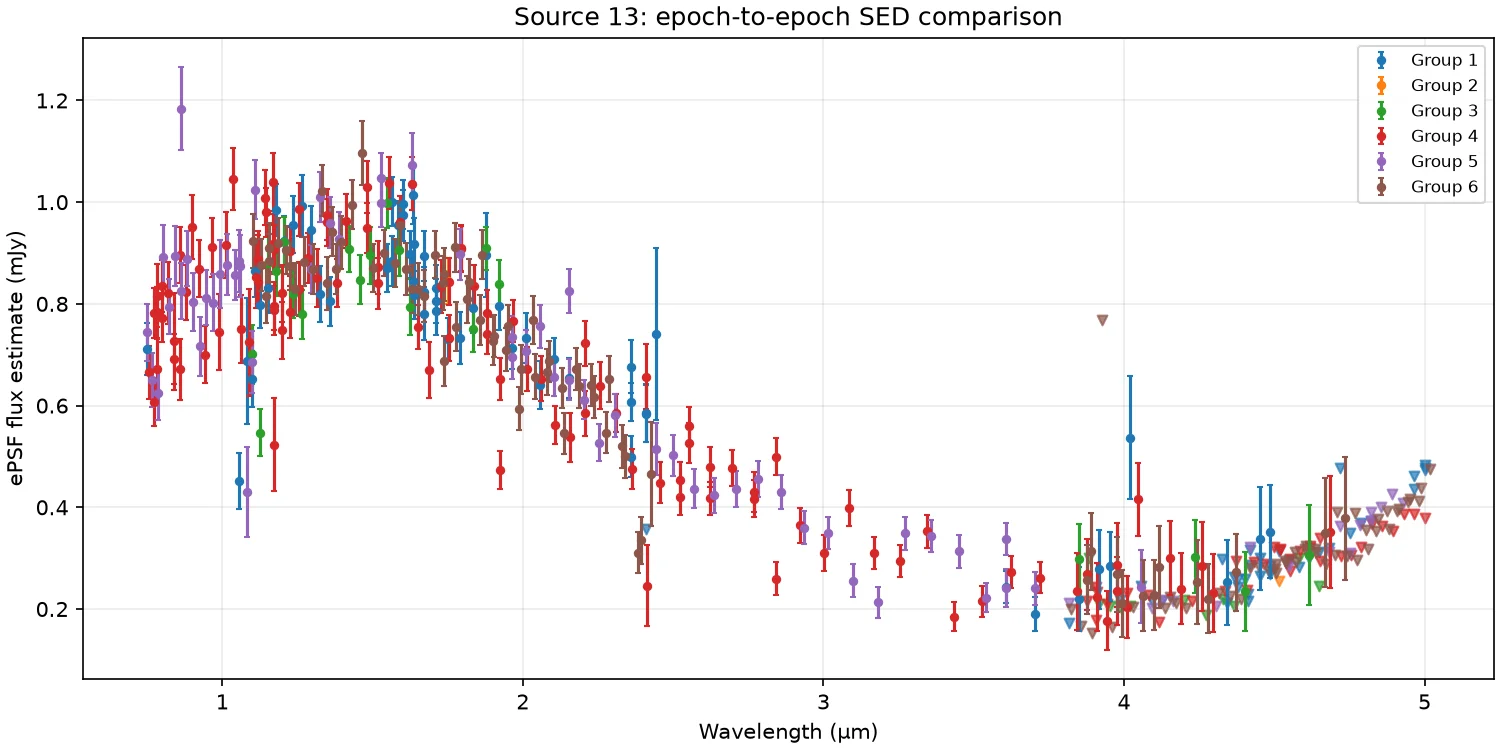 Source 13: epoch-to-epoch SED comparison
ePSF flux estimate (mJy)
1.2
1.0
0.8
0.6
0.4
0.2
Group 1
Group 2
Group 3
Group 4
Group 5
Group 6
1 2 3 4 5
Wavelength (μm)